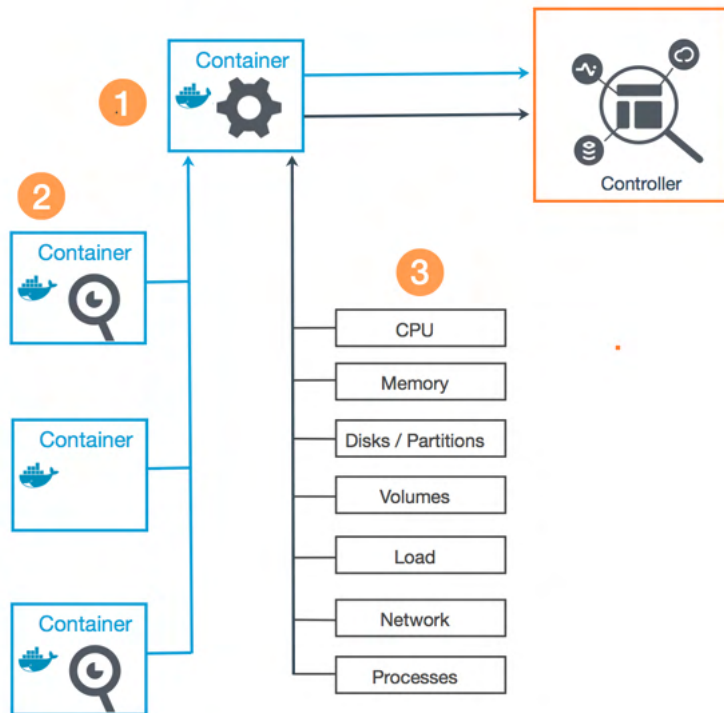 Container
1
Controller
2
Container
3
CPU
Memory
Container
Disks / Partitions
Volumes
Load
Container
Network
Processes